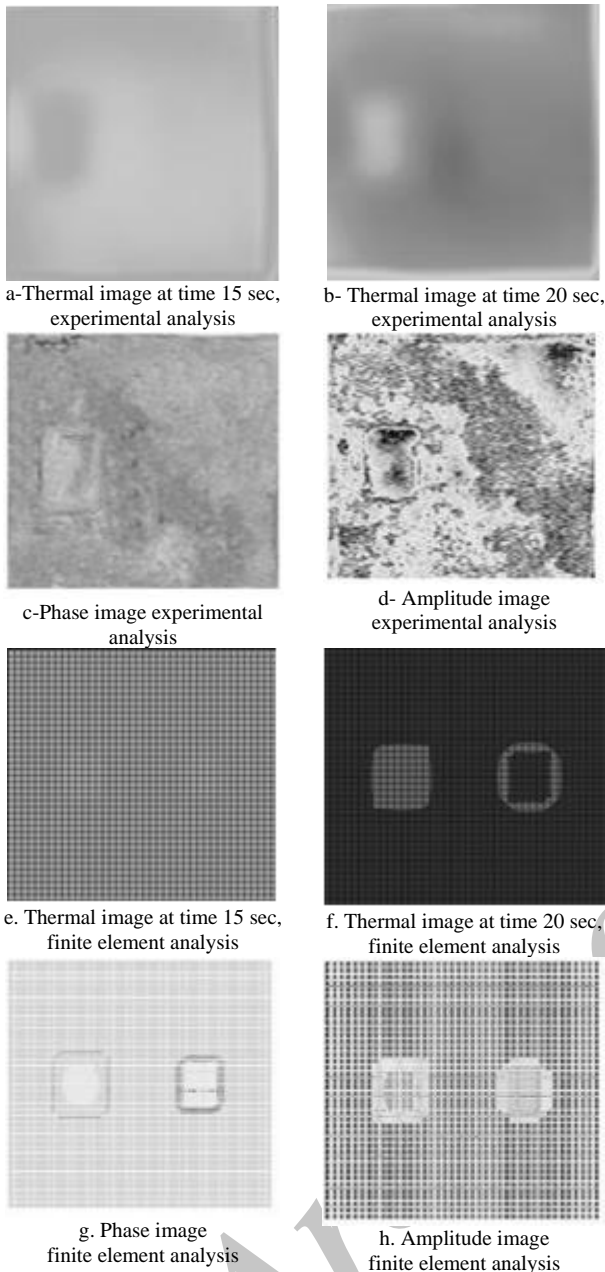 a-Thermal image at time 15 sec,
experimental analysis
b- Thermal image at time 20 sec,
experimental analysis
c-Phase image experimental
analysis
d- Amplitude image
experimental analysis
e. Thermal image at time 15 sec,
finite element analysis
f. Thermal image at time 20 sec,
finite element analysis
g. Phase image
finite element analysis
h. Amplitude image
finite element analysis